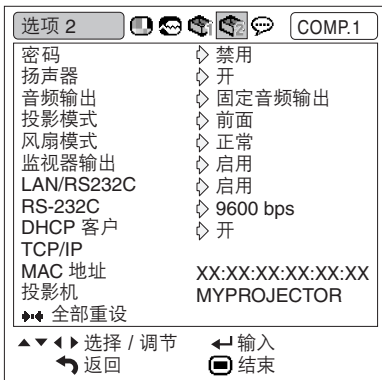 选项 2 COMP.1
密码 禁用
扬声器 开
音频输出 固定音频输出
投影模式 前面
风扇模式 正常
监视器输出 启用
LAN/RS232C 启用
RS-232C 9600 bps
DHCP 客户 开
TCP/IP
MAC 地址 XX:XX:XX:XX:XX:XX
投影机 MYPROJECTOR
全部重设
选择 / 调节 输入
返回 结束